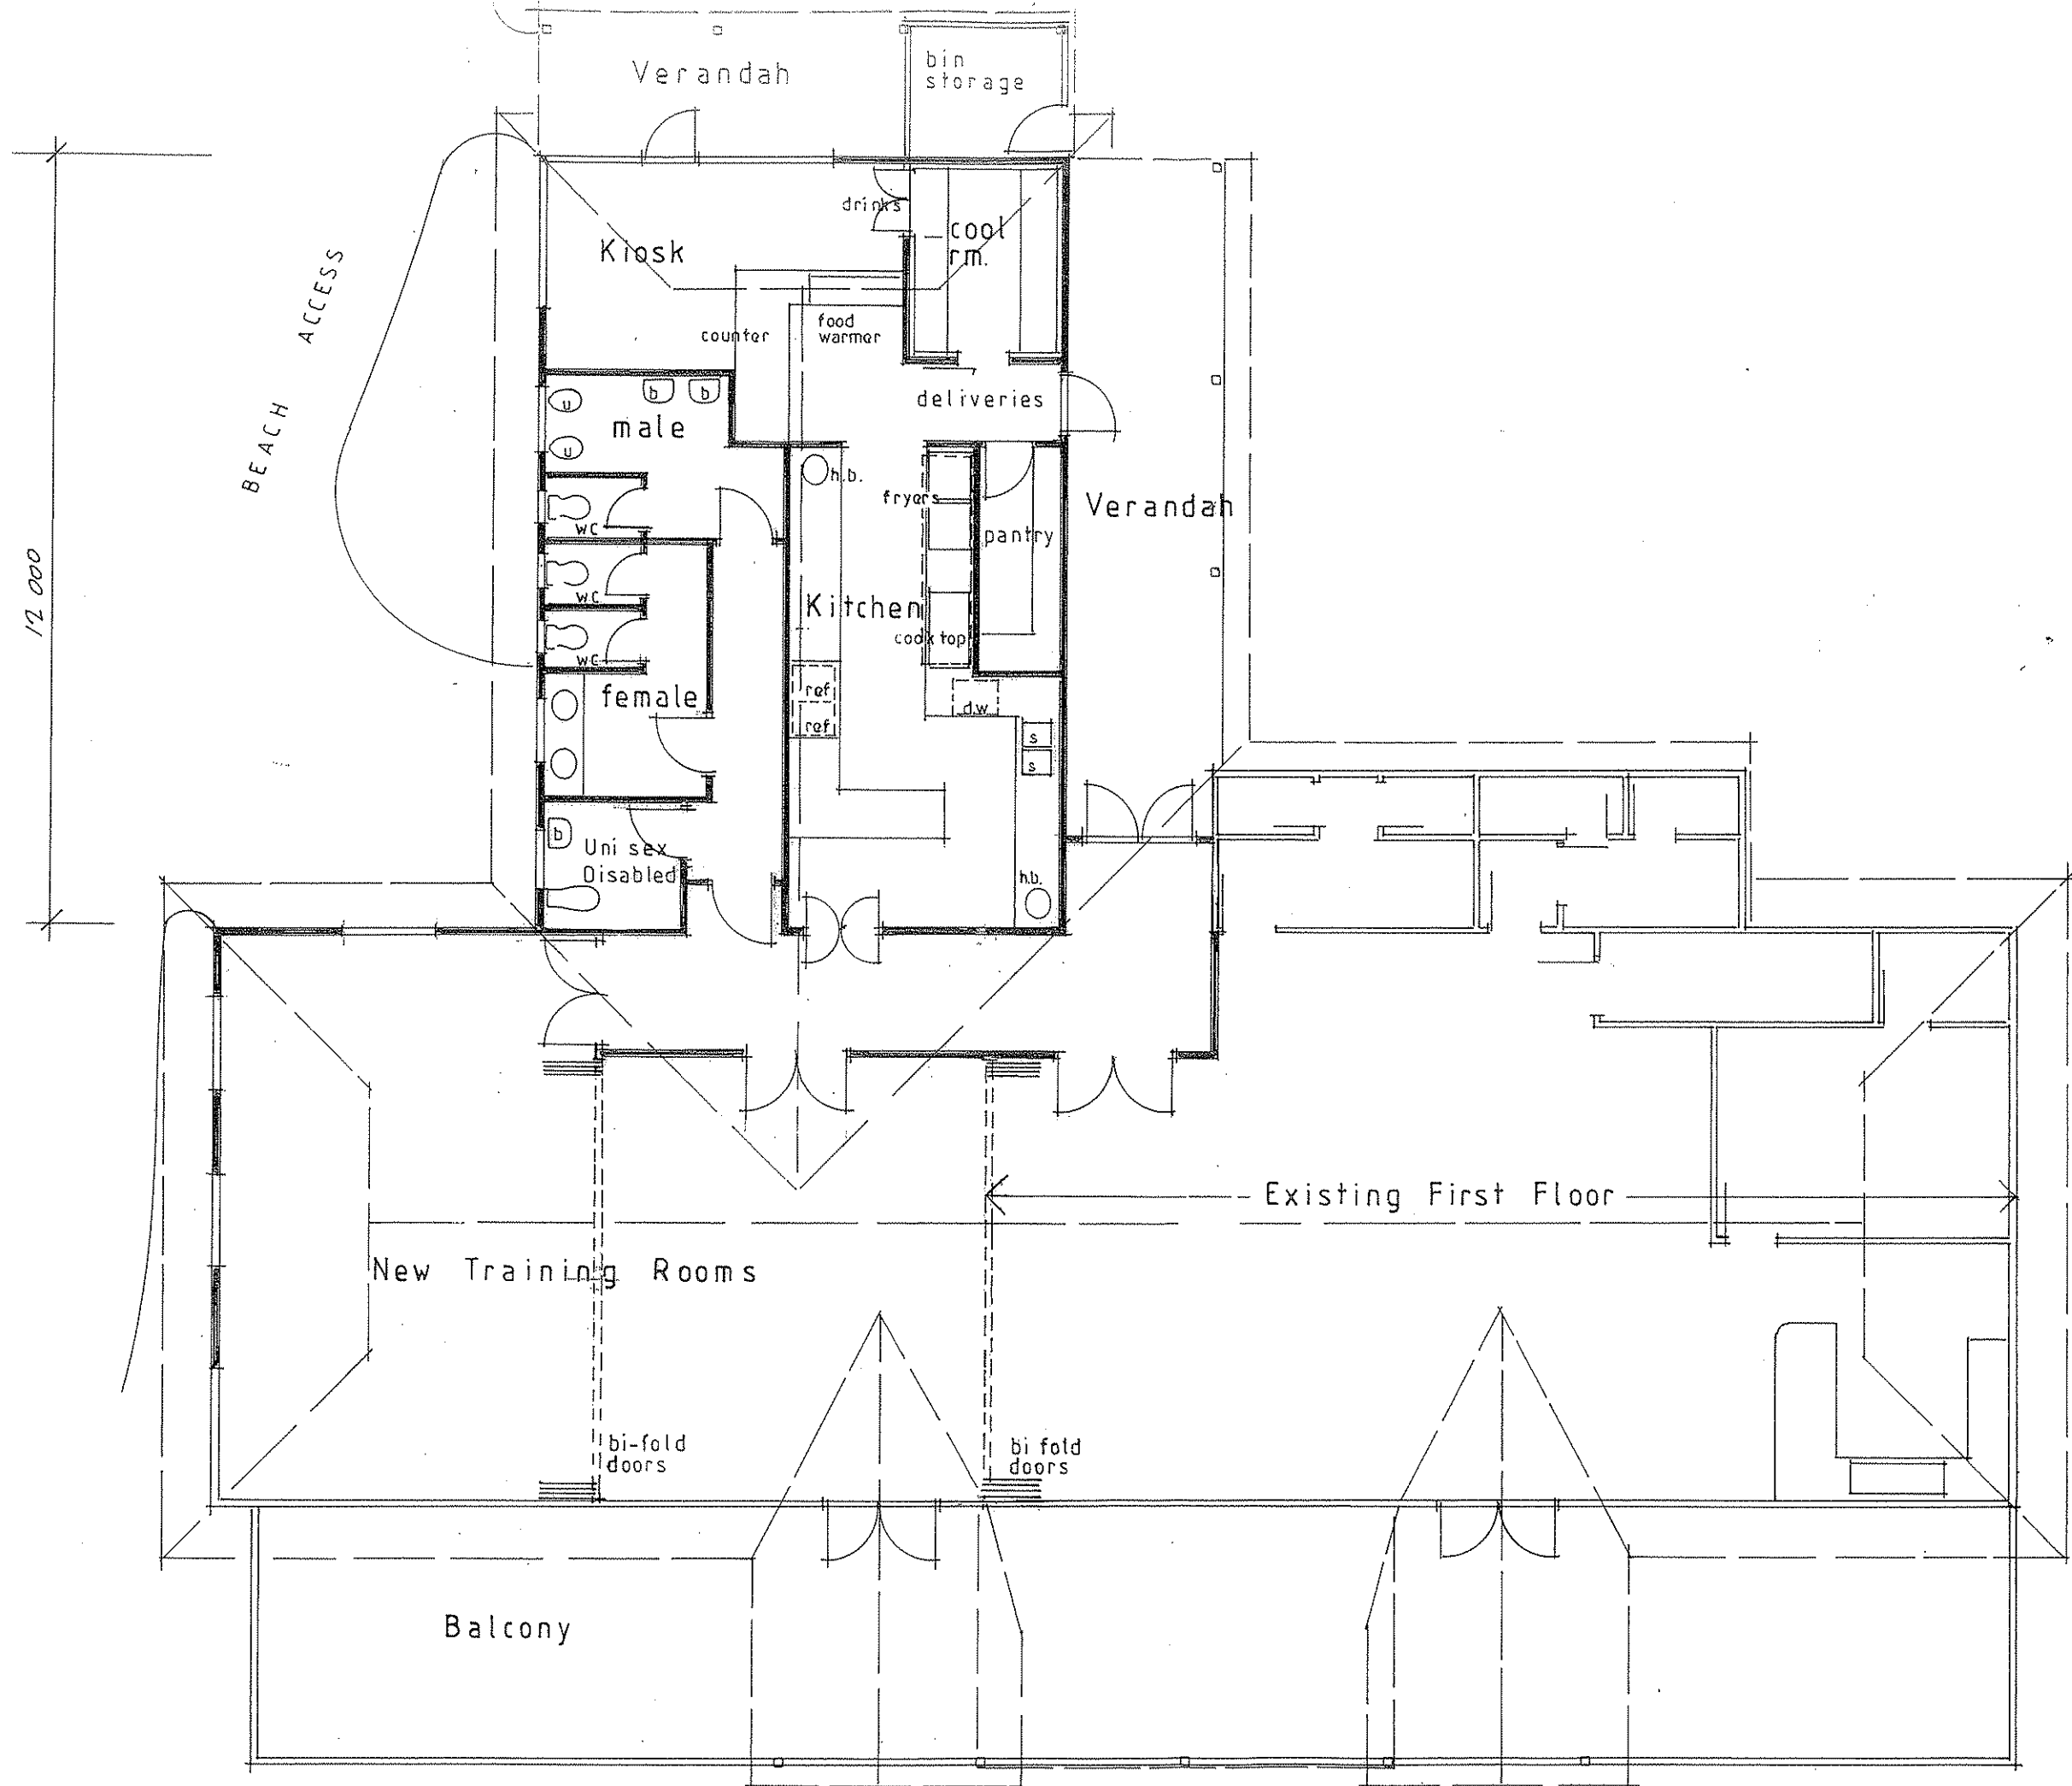 Verandah
bin
storage
drinks
cool
rm.
Kiosk
BEACH ACCESS
counter
food
warmer
deliveries
b
b
u
male
u
h.b.
fryers
Verandah
wc
pantry
12 000
wc
Kitchen
cook top
wc
female
ref
d.w.
ref
s
s
b
Uni sex
Disabled
h.b.
Existing First Floor
New Training Rooms
bi-fold
doors
bi fold
doors
Balcony